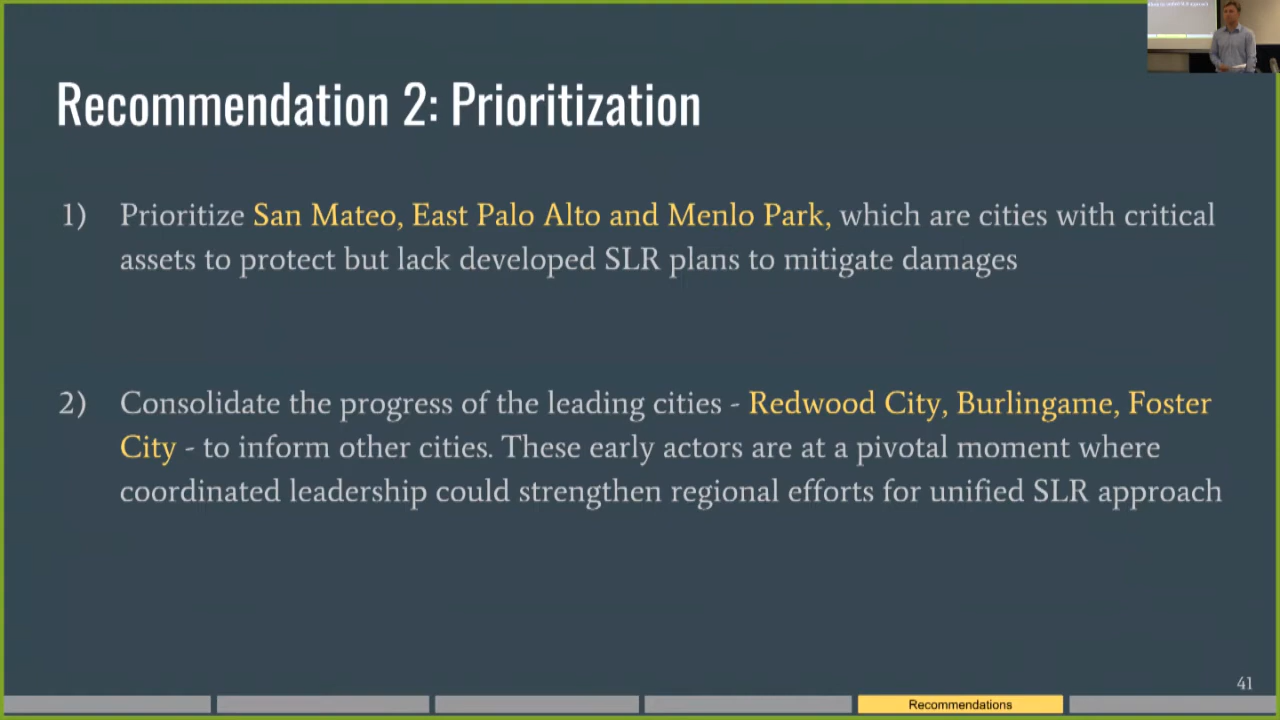 Recommendation 2: Prioritization
1) Prioritize San Mateo, East Palo Alto and Menlo Park, which are cities with critical
assets to protect but lack developed SLR plans to mitigate damages
2) Consolidate the progress of the leading cities - Redwood City, Burlingame, Foster
City - to inform other cities. These early actors are at a pivotal moment where
coordinated leadership could strengthen regional efforts for unified SLR approach
41
Recommendations